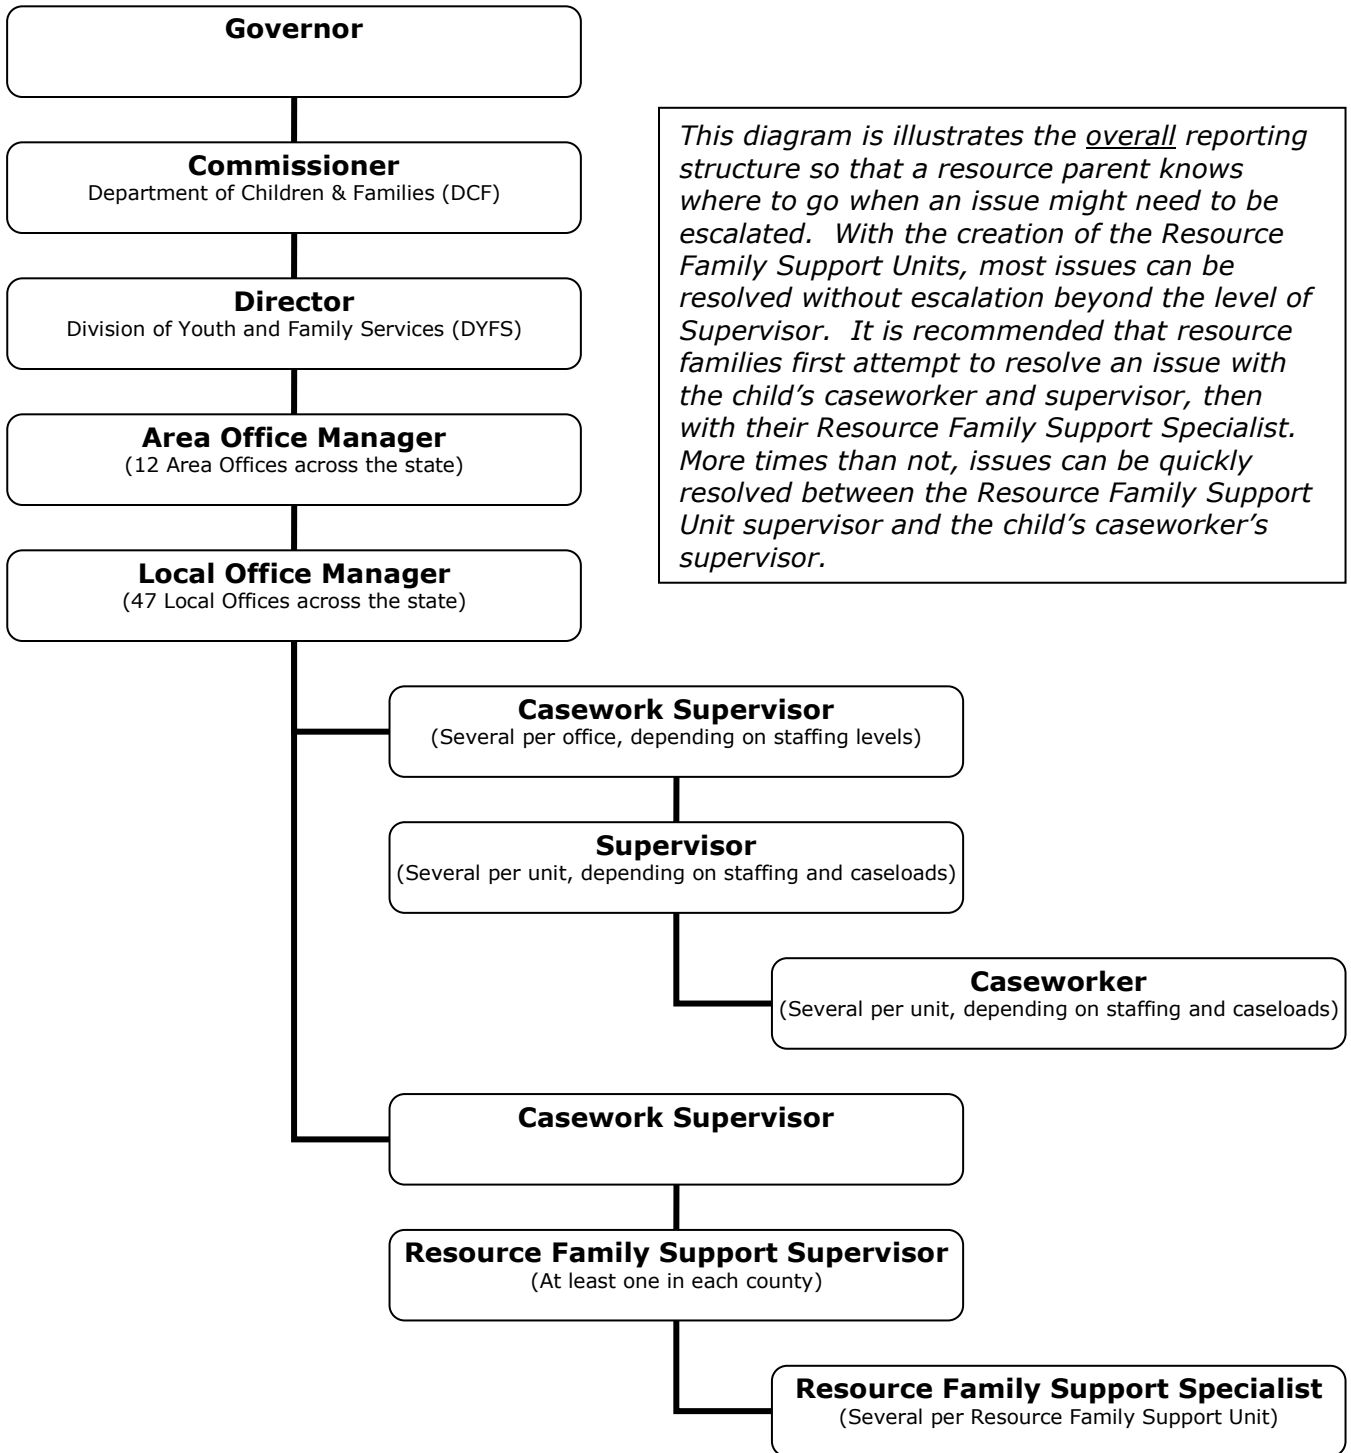 Governor
Commissioner
Department of Children & Families (DCF)
Director
Division of Youth and Family Services (DYFS)
Area Office Manager
(12 Area Offices across the state)
Local Office Manager
(47 Local Offices across the state)
This diagram is illustrates the overall reporting
structure so that a resource parent knows
where to go when an issue might need to be
escalated. With the creation of the Resource
Family Support Units, most issues can be
resolved without escalation beyond the level of
Supervisor. It is recommended that resource
families first attempt to resolve an issue with
the child's caseworker and supervisor, then
with their Resource Family Support Specialist.
More times than not, issues can be quickly
resolved between the Resource Family Support
Unit supervisor and the child's caseworker's
supervisor.
Casework Supervisor
(Several per office, depending on staffing levels)
Supervisor
(Several per unit, depending on staffing and caseloads)
Caseworker
(Several per unit, depending on staffing and caseloads)
Casework Supervisor
Resource Family Support Supervisor
(At least one in each county)
Resource Family Support Specialist
(Several per Resource Family Support Unit)